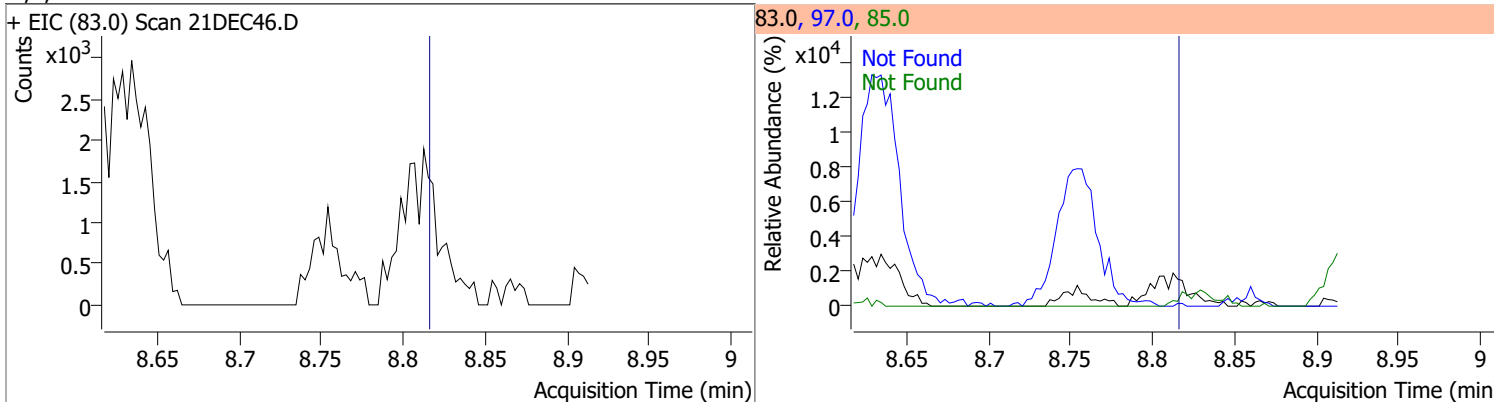 + EIC (83.0) Scan 21DEC46.D
Counts
x10³
2.5
2
1.5
1
0.5
0
8.65 8.7 8.75 8.8 8.85 8.9 8.95 9
Acquisition Time (min)
83.0, 97.0, 85.0
Relative Abundance (%)
x10⁴
Not Found
Not Found
1.2
1
0.8
0.6
0.4
0.2
0
8.65 8.7 8.75 8.8 8.85 8.9 8.95 9
Acquisition Time (min